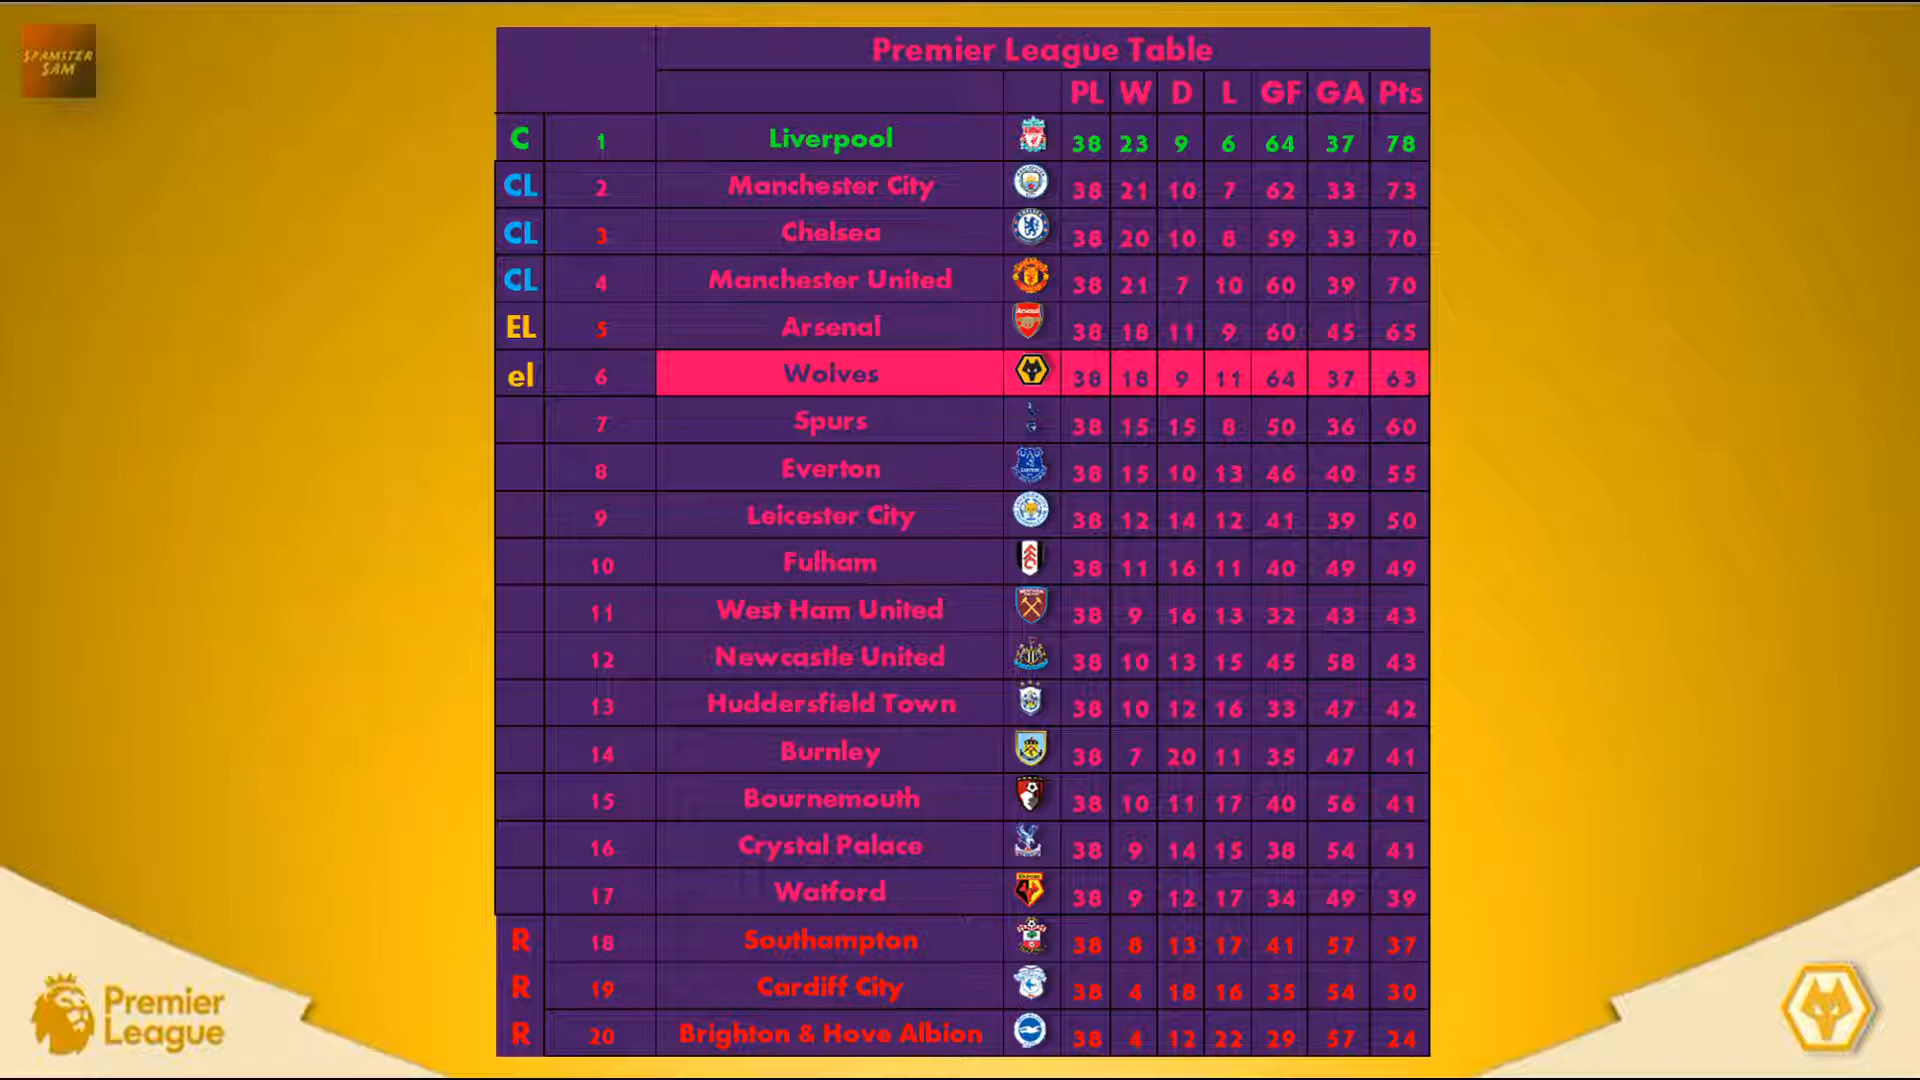 SPAMSTER
SAM
Premier League Table
PL W D L GF GA Pts
C 1 Liverpool 38 23 9 6 64 37 78
CL 2 Manchester City 38 21 10 7 62 33 73
CL 3 Chelsea 38 20 10 8 59 33 70
CL 4 Manchester United 38 21 7 10 60 39 70
EL 5 Arsenal 38 18 11 9 60 45 65
el 6 Wolves 38 18 9 11 64 37 63
7 Spurs 38 15 15 8 50 36 60
8 Everton 38 15 10 13 46 40 55
9 Leicester City 38 12 14 12 41 39 50
10 Fulham 38 11 16 11 40 49 49
11 West Ham United 38 9 16 13 32 43 43
12 Newcastle United 38 10 13 15 45 58 43
13 Huddersfield Town 38 10 12 16 33 47 42
14 Burnley 38 7 20 11 35 47 41
15 Bournemouth 38 10 11 17 40 56 41
16 Crystal Palace 38 9 14 15 38 54 41
17 Watford 38 9 12 17 34 49 39
R 18 Southampton 38 8 13 17 41 57 37
R 19 Cardiff City 38 4 18 16 35 54 30
R 20 Brighton & Hove Albion 38 4 12 22 29 57 24
Premier
League